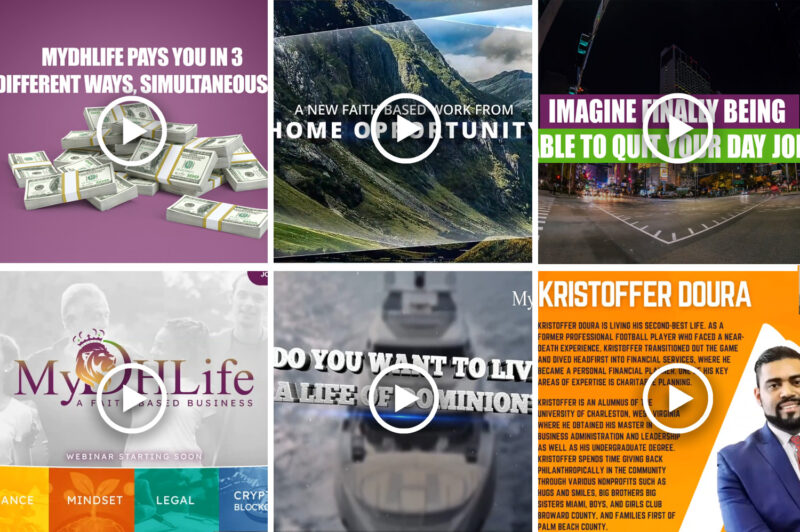 MYDHLIFE PAYS YOU IN 3
DIFFERENT WAYS, SIMULTANEOUS
A NEW FAITH BASED WORK FROM
HOME OPPORTUNITY
IMAGINE FINALLY BEING
ABLE TO QUIT YOUR DAY JO
JO
MyDHLife
A FAITH-BASED BUSINESS
WEBINAR STARTING SOON
ANCE
MINDSET
LEGAL
CRYP
BLOCK
My
DO YOU WANT TO LIV
A LIFE OF DOMINION?
KRISTOFFER DOURA
KRISTOFFER DOURA IS LIVING HIS SECOND-BEST LIFE. AS A
FORMER PROFESSIONAL FOOTBALL PLAYER WHO FACED A NEAR-
DEATH EXPERIENCE, KRISTOFFER TRANSITIONED OUT THE GAME
AND DIVED HEADFIRST INTO FINANCIAL SERVICES, WHERE HE
BECAME A PERSONAL FINANCIAL PLANNER. HIS KEY
AREAS OF EXPERTISE IS CHARITABLE PLANNING.
KRISTOFFER IS AN ALUMNUS OF THE
UNIVERSITY OF CHARLESTON, WEST VIRGINIA
WHERE HE OBTAINED HIS MASTER IN
BUSINESS ADMINISTRATION AND LEADERSHIP
AS WELL AS HIS UNDERGRADUATE DEGREE.
KRISTOFFER SPENDS TIME GIVING BACK
PHILANTHROPICALLY IN THE COMMUNITY
THROUGH VARIOUS NONPROFITS SUCH AS
HUGS AND SMILES, BIG BROTHERS BIG
SISTERS MIAMI, BOYS, AND GIRLS CLUB
BROWARD COUNTY, AND FAMILIES FIRST OF
PALM BEACH COUNTY.